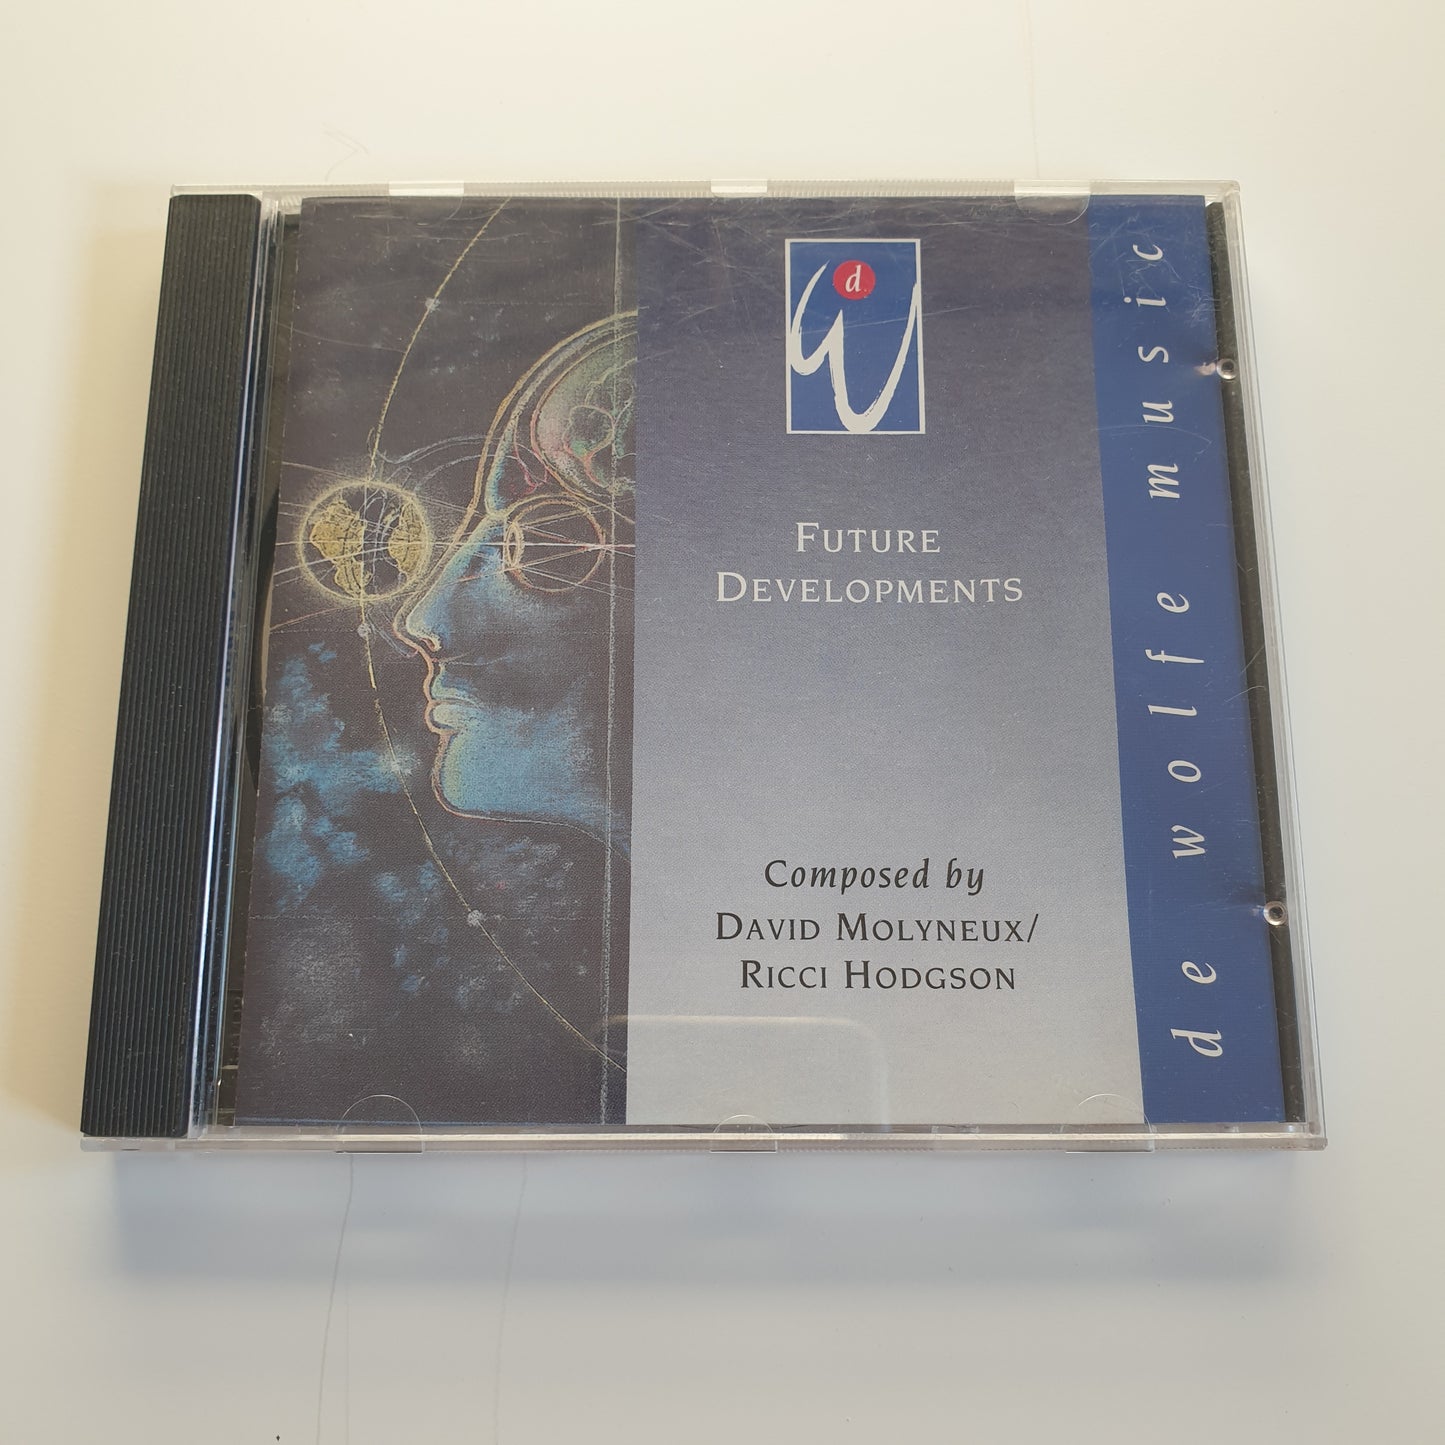 d
W
FUTURE
DEVELOPMENTS
Composed by
DAVID MOLYNEUX/
RICCI HODGSON
de wolfe music